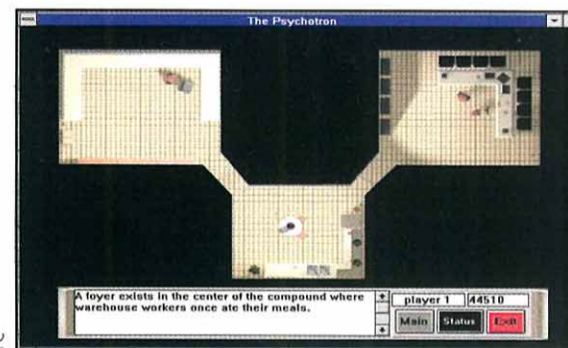 The Psychotron
A foyer exists in the center of the compound where
warehouse workers once ate their meals.
player 1 44510
Main Status Exit